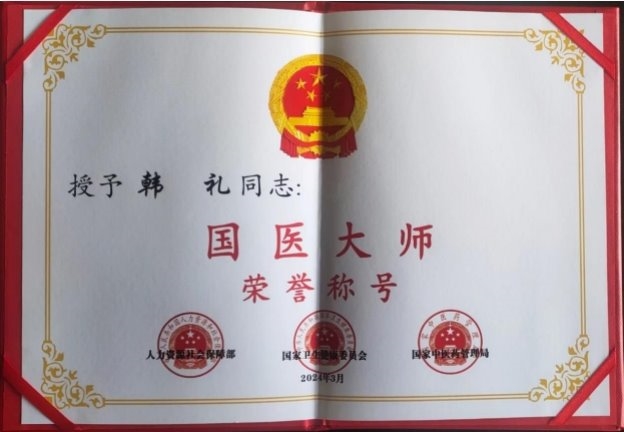 授予 韩 礼同志:
国医大师
荣誉称号
人力资源社会保障部 国家卫生健康委员会 国家中医药管理局
2024年3月